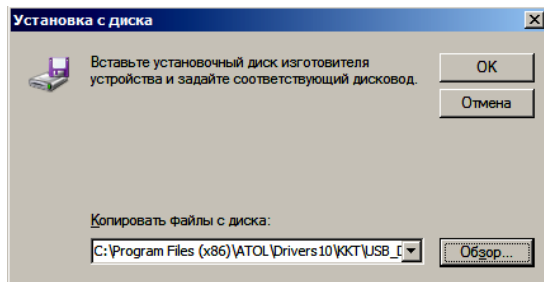 Установка с диска
Вставьте установочный диск изготовителя
устройства и задайте соответствующий дисковод.
OK
Отмена
Копировать файлы с диска:
C:\Program Files (x86)\ATOL\Drivers10\KKT\USB_D
Обзор...